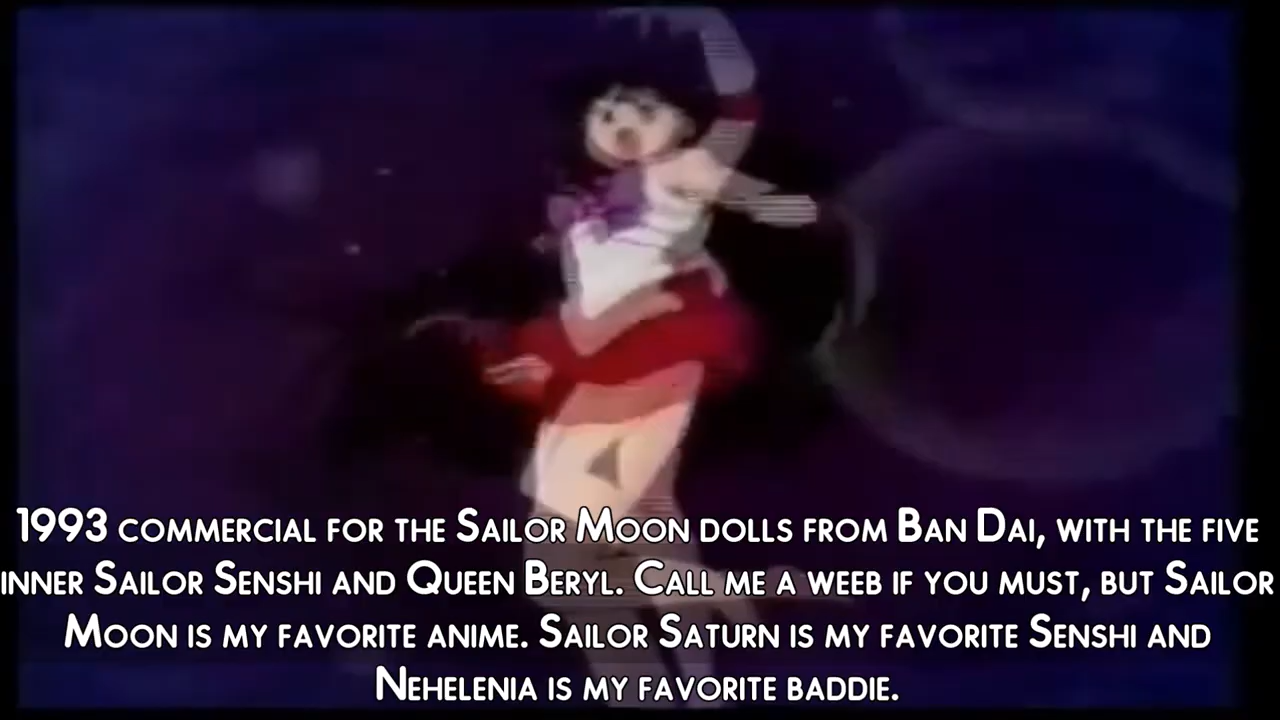 1993 commercial for the Sailor Moon dolls from Ban Dai, with the five
inner Sailor Senshi and Queen Beryl. Call me a weeb if you must, but Sailor
Moon is my favorite anime. Sailor Saturn is my favorite Senshi and
Nehelenia is my favorite baddie.